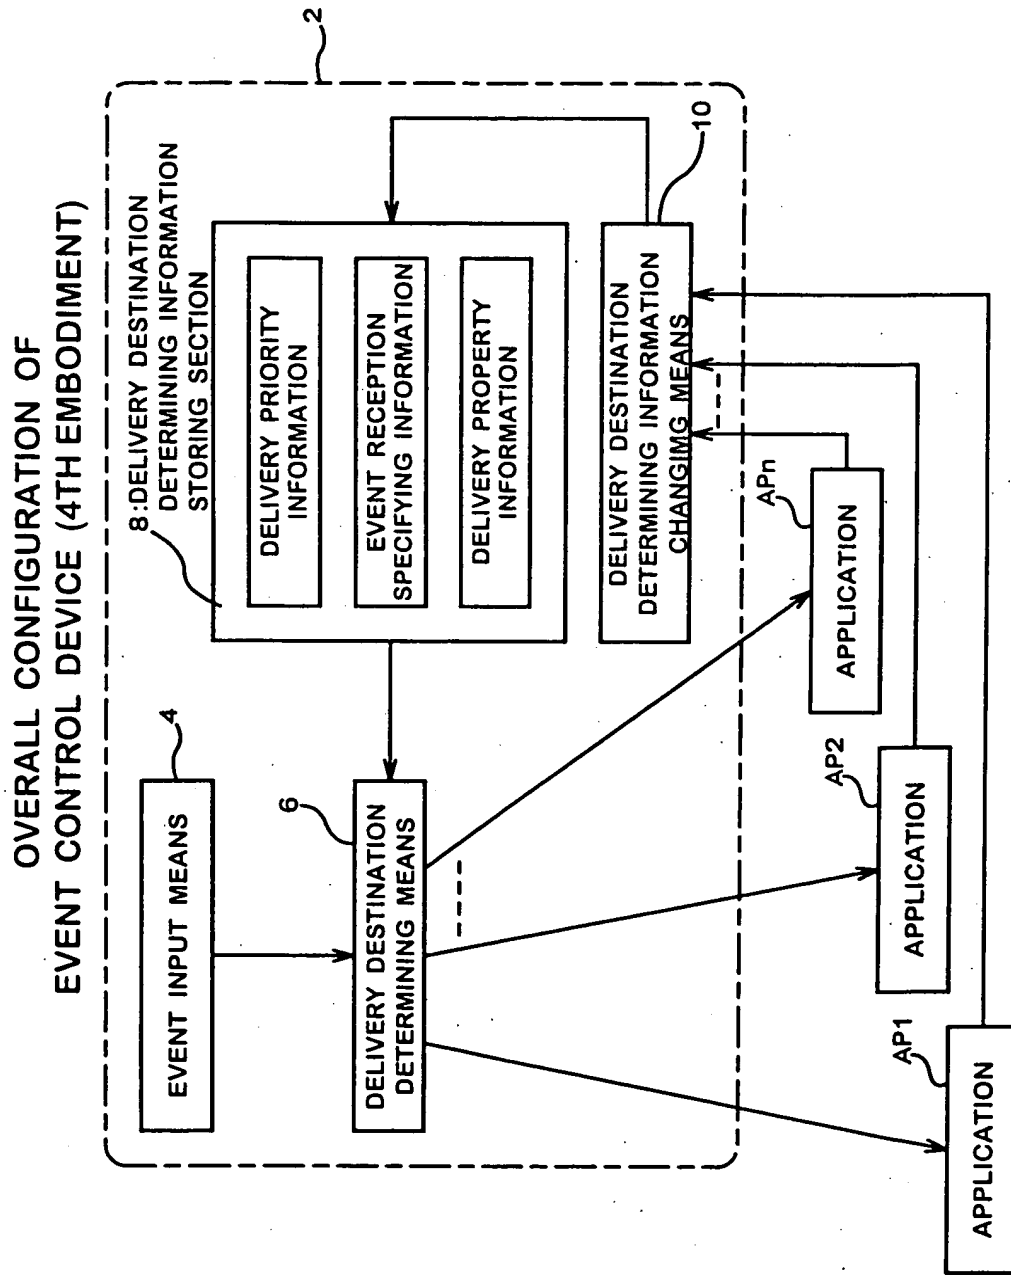 OVERALL CONFIGURATION OF
EVENT CONTROL DEVICE (4TH EMBODIMENT)
2
4
EVENT INPUT MEANS
8:DELIVERY DESTINATION
DETERMINING INFORMATION
STORING SECTION
DELIVERY PRIORITY
INFORMATION
EVENT RECEPTION
SPECIFYING INFORMATION
DELIVERY PROPERTY
INFORMATION
6
DELIVERY DESTINATION
DETERMINING MEANS
10
DELIVERY DESTINATION
DETERMINING INFORMATION
CHANGIMG MEANS
APn
APPLICATION
AP2
APPLICATION
AP1
APPLICATION